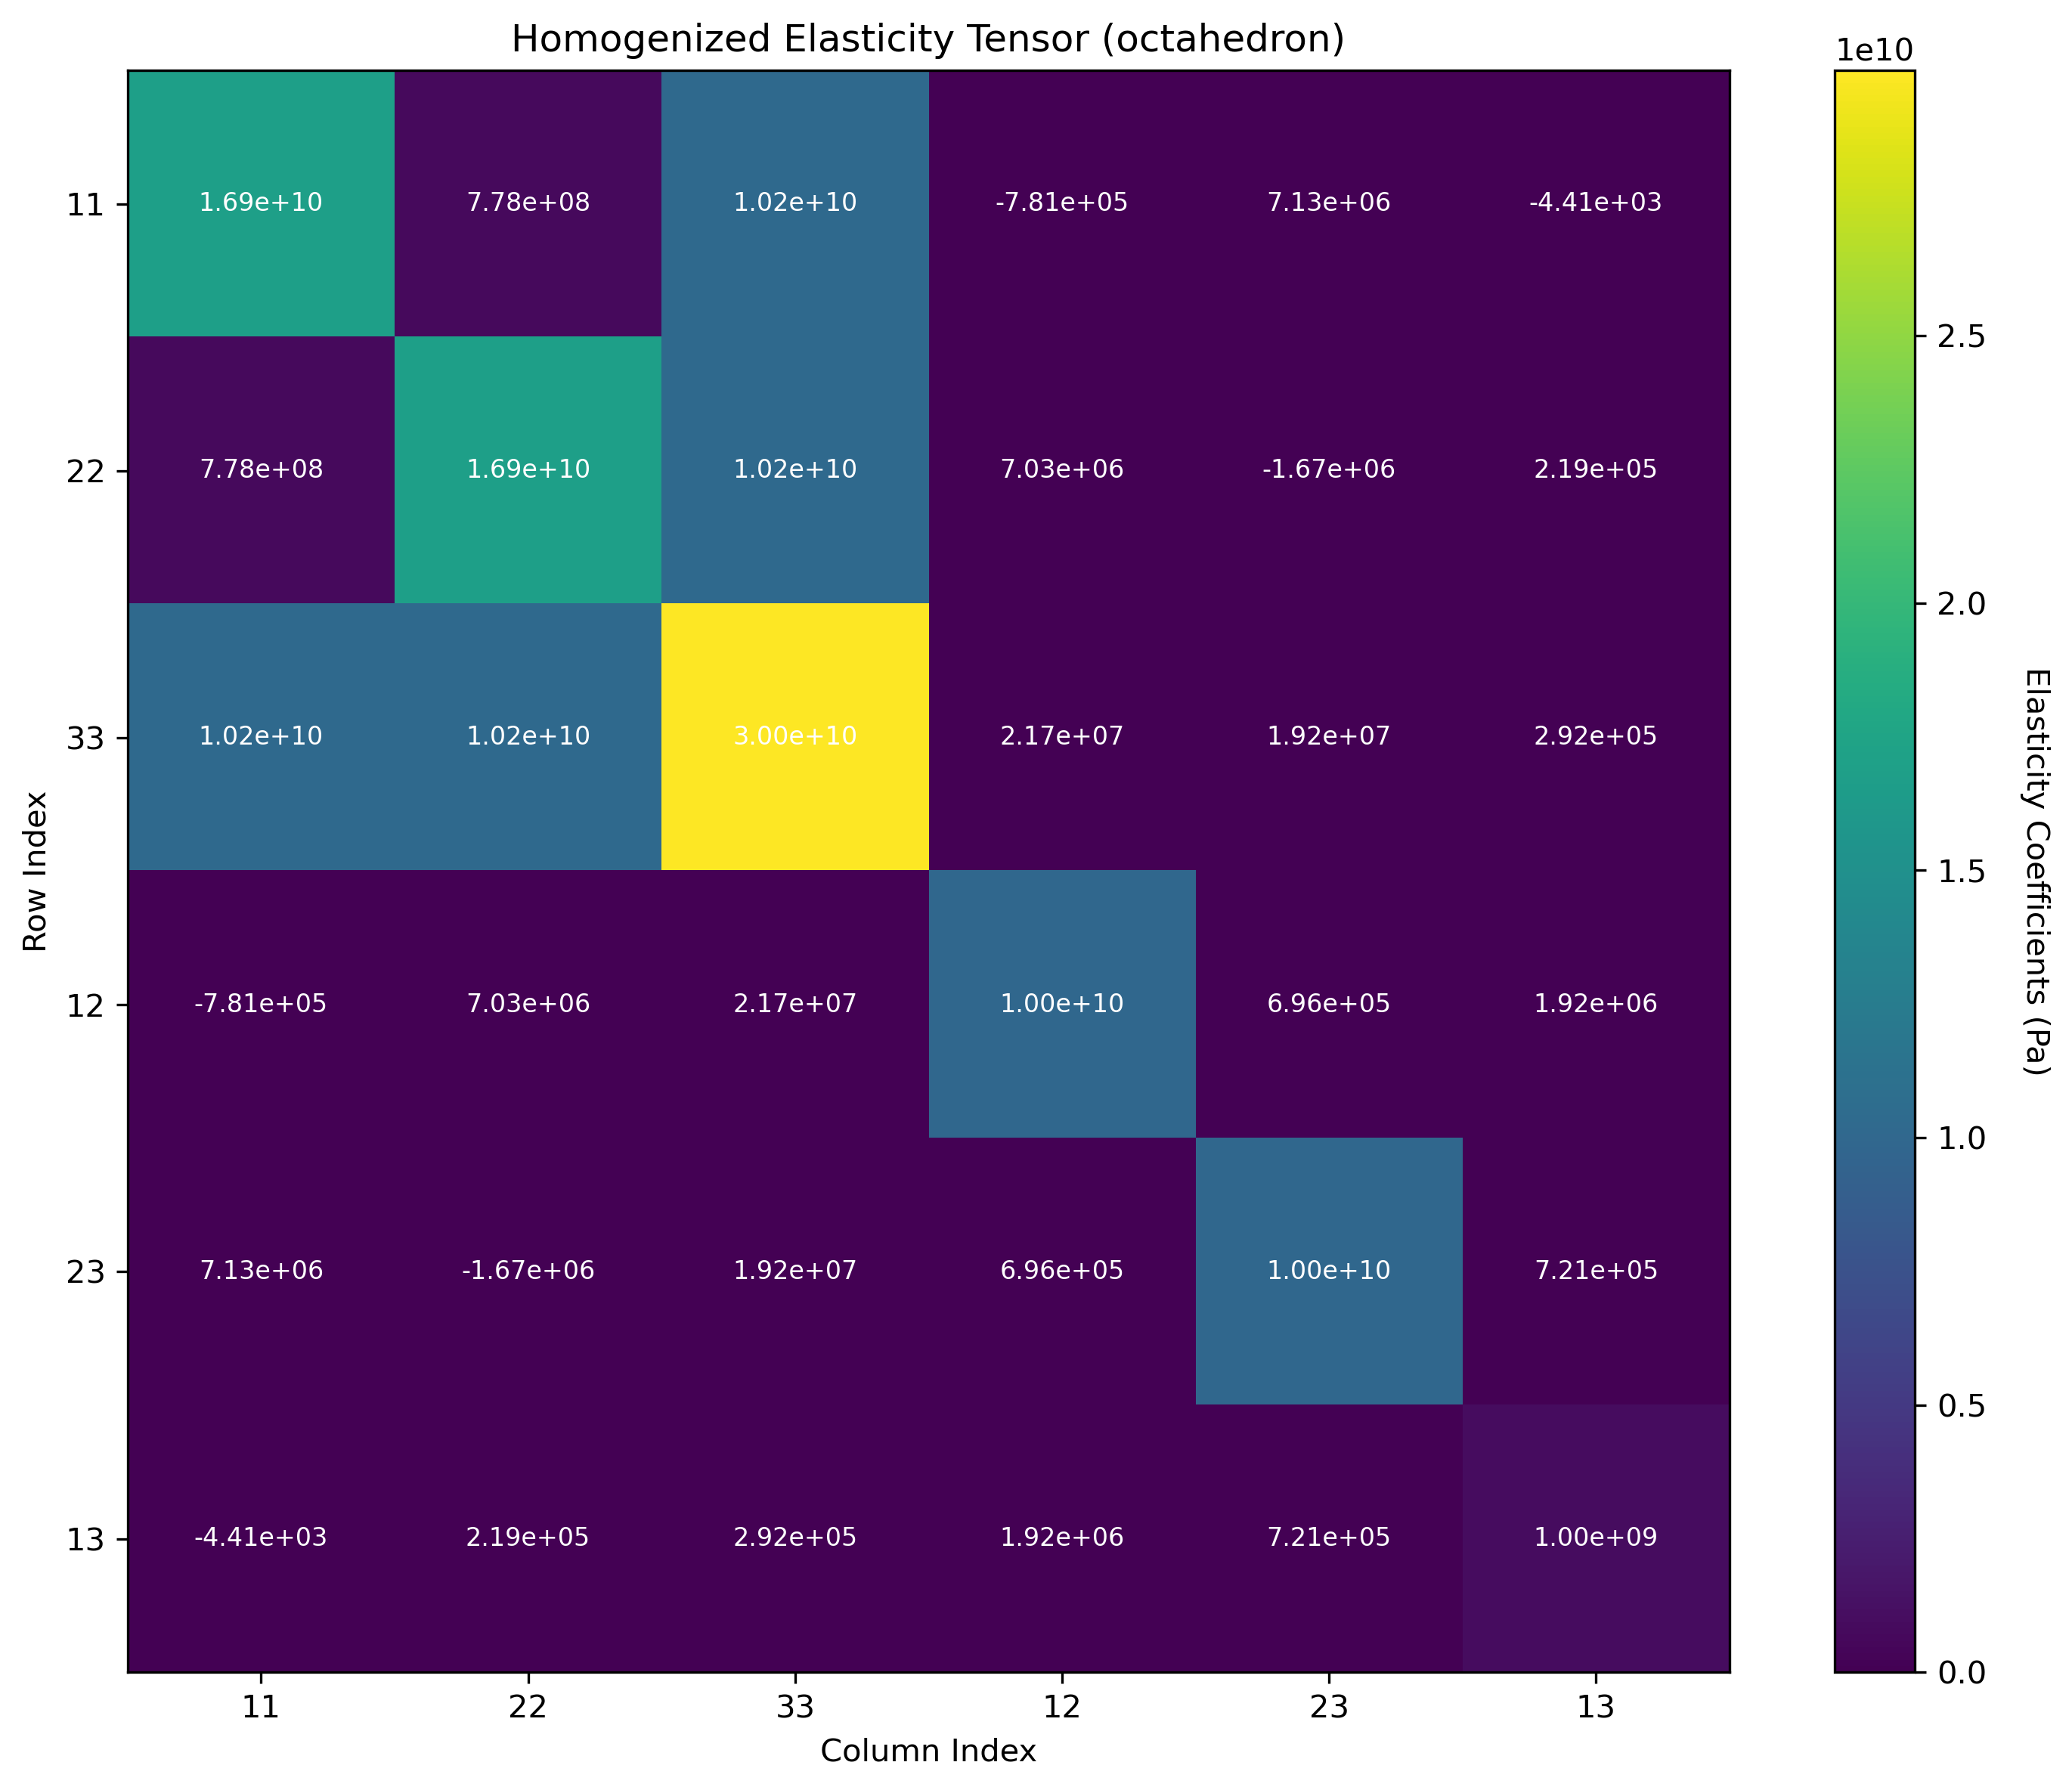 Homogenized Elasticity Tensor (octahedron)
1e10
11 1.69e+10 7.78e+08 1.02e+10 -7.81e+05 7.13e+06 -4.41e+03
22 7.78e+08 1.69e+10 1.02e+10 7.03e+06 -1.67e+06 2.19e+05
33 1.02e+10 1.02e+10 3.00e+10 2.17e+07 1.92e+07 2.92e+05
12 -7.81e+05 7.03e+06 2.17e+07 1.00e+10 6.96e+05 1.92e+06
23 7.13e+06 -1.67e+06 1.92e+07 6.96e+05 1.00e+10 7.21e+05
13 -4.41e+03 2.19e+05 2.92e+05 1.92e+06 7.21e+05 1.00e+09
11 22 33 12 23 13
Column Index
Row Index
2.5
2.0
1.5
1.0
0.5
0.0
Elasticity Coefficients (Pa)